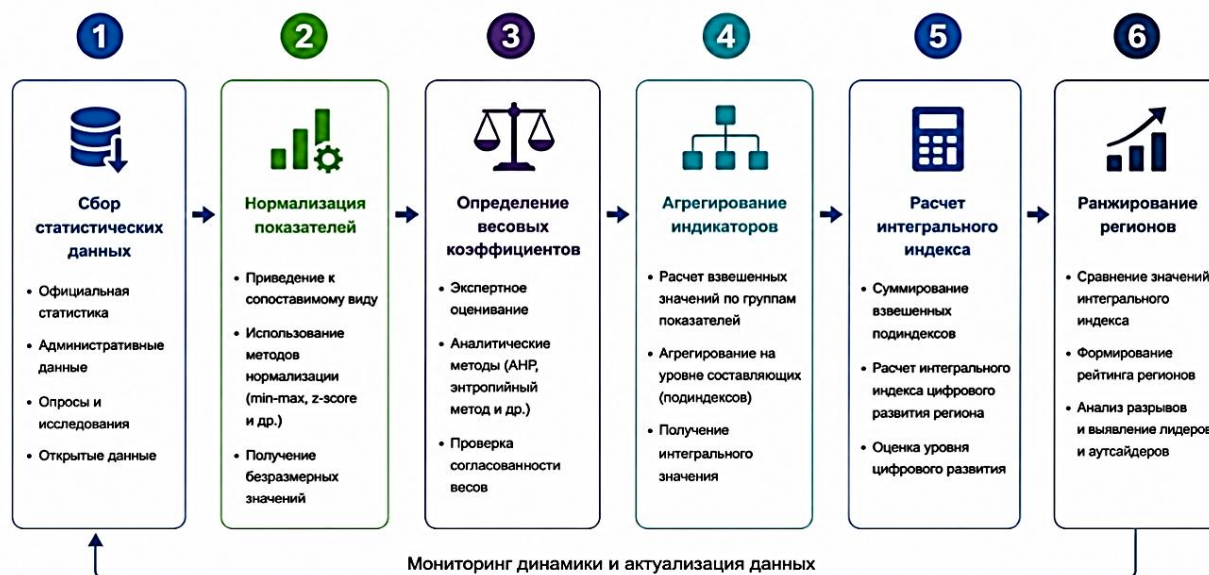 1
Сбор
статистических
данных
• Официальная
статистика
• Административные
данные
• Опросы и
исследования
• Открытые данные
2
Нормализация
показателей
• Приведение к
сопоставимому виду
• Использование
методов
нормализации
(min-max, z-score
и др.)
• Получение
безразмерных
значений
3
Определение
весовых
коэффициентов
• Экспертное
оценивание
• Аналитические
методы (AHP,
энтропийный
метод и др.)
• Проверка
согласованности
весов
4
Агрегирование
индикаторов
• Расчет взвешенных
значений по группам
показателей
• Агрегирование на
уровне составляющих
(подиндексов)
• Получение
интегрального
значения
5
Расчет
интегрального
индекса
• Суммирование
взвешенных
подиндексов
• Расчет интегрального
индекса цифрового
развития региона
• Оценка уровня
цифрового развития
6
Ранжирование
регионов
• Сравнение значений
интегрального
индекса
• Формирование
рейтинга регионов
• Анализ разрывов
и выявление лидеров
и аутсайдеров
Мониторинг динамики и актуализация данных